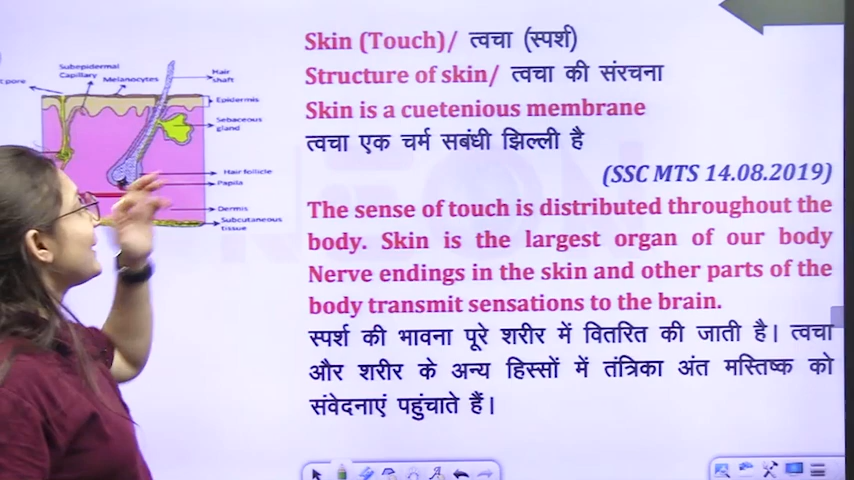 Skin (Touch)/ त्वचा (स्पर्श)
Structure of skin/ त्वचा की संरचना
Skin is a cuetenious membrane
त्वचा एक चर्म सबंधी झिल्ली है
(SSC MTS 14.08.2019)
The sense of touch is distributed throughout the
body. Skin is the largest organ of our body
Nerve endings in the skin and other parts of the
body transmit sensations to the brain.
स्पर्श की भावना पूरे शरीर में वितरित की जाती है। त्वचा
और शरीर के अन्य हिस्सों में तंत्रिका अंत मस्तिष्क को
संवेदनाएं पहुंचाते हैं।
pore
Subepidermal
Capillary
Melanocytes
Hair
shaft
Epidermis
Sebaceous
gland
Hair follicle
Papila
Dermis
Subcutaneous
tissue